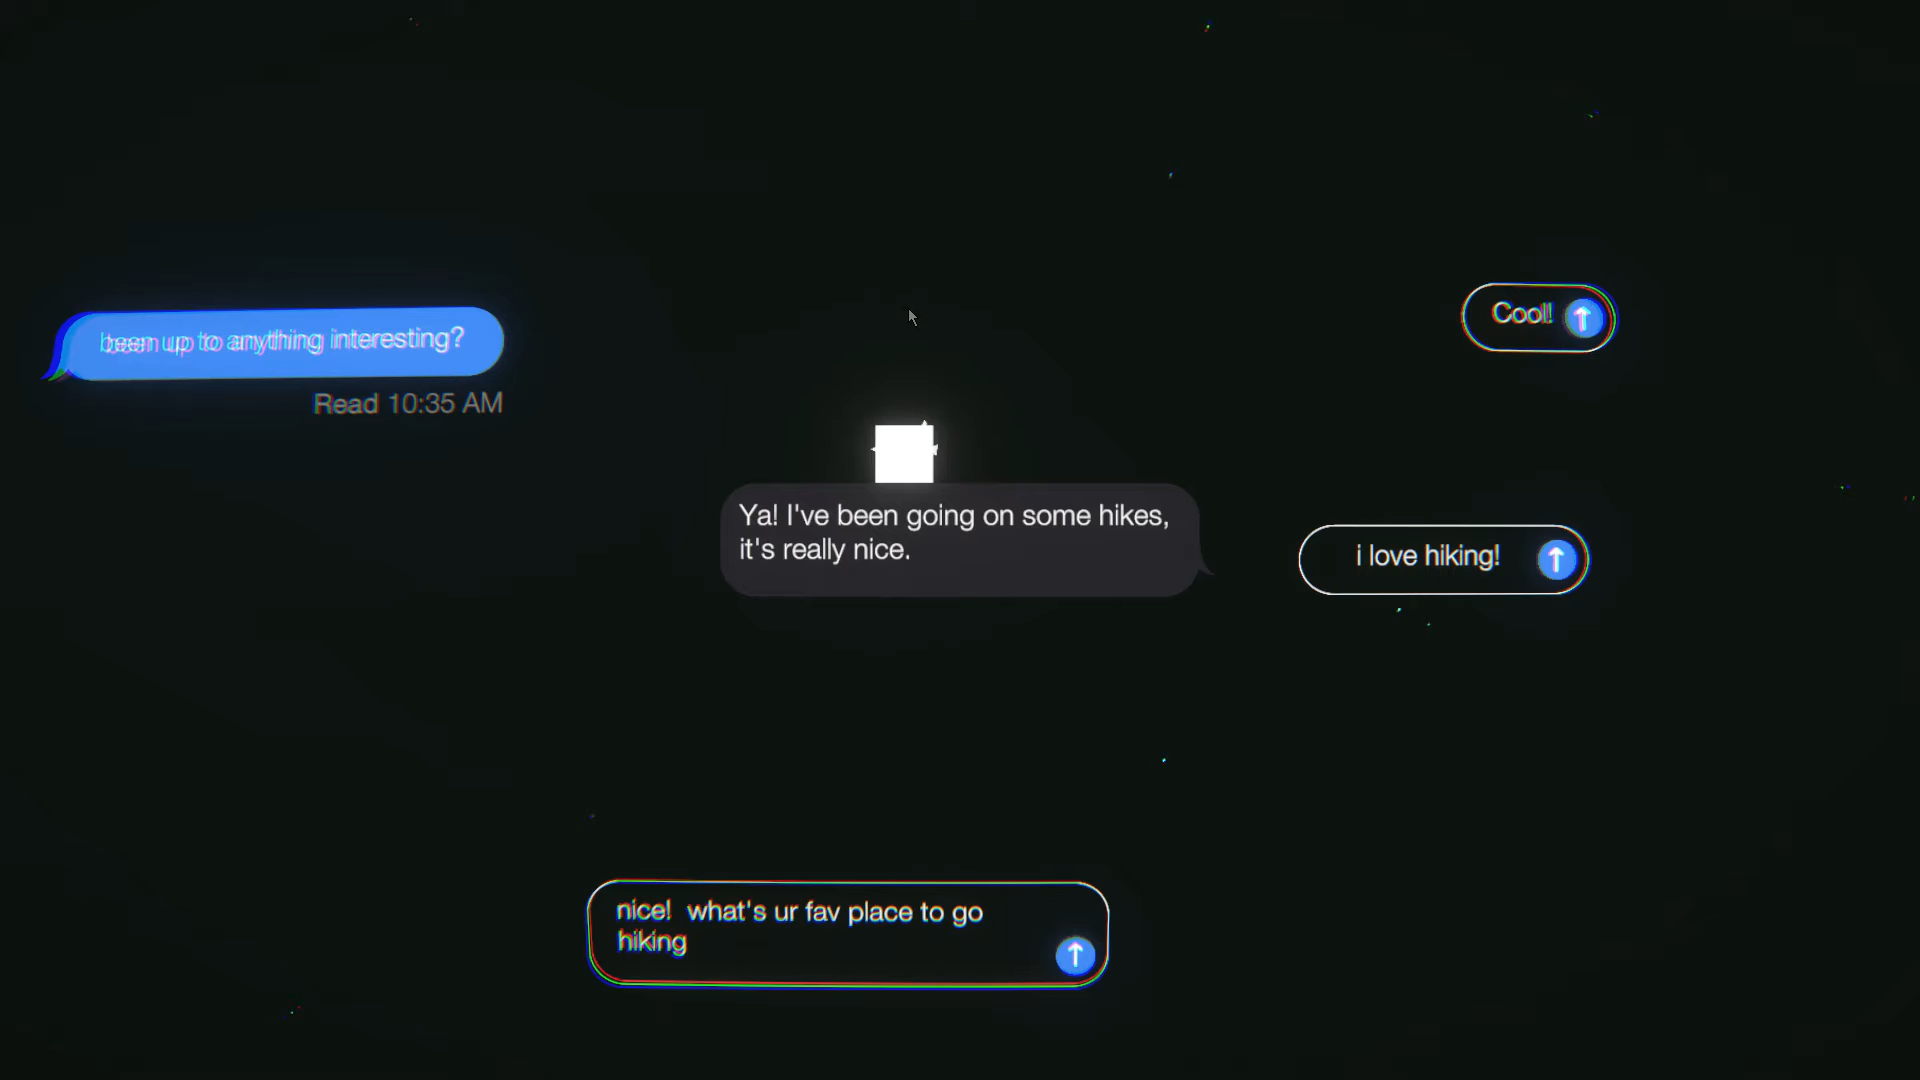 been up to anything interesting?
Read 10:35 AM
Cool!
Ya! I've been going on some hikes,
it's really nice.
i love hiking!
nice!  what's ur fav place to go
hiking